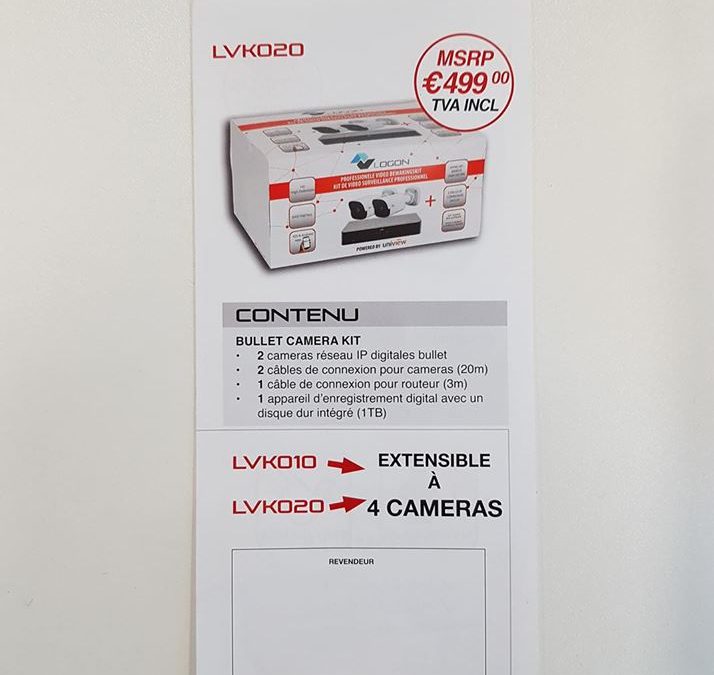 LVK020
MSRP
€499 00
TVA INCL
LOGON
PROFESSIONELE VIDEO BEWAKINGSKIT
KIT DE VIDEO SURVEILLANCE PROFESSIONNEL
+
POWERED BY uniview
CONTENU
BULLET CAMERA KIT
• 2 cameras réseau IP digitales bullet
• 2 câbles de connexion pour cameras (20m)
• 1 câble de connexion pour routeur (3m)
• 1 appareil d'enregistrement digital avec un
disque dur intégré (1TB)
LVK010
EXTENSIBLE
À
LVK020
4 CAMERAS
REVENDEUR